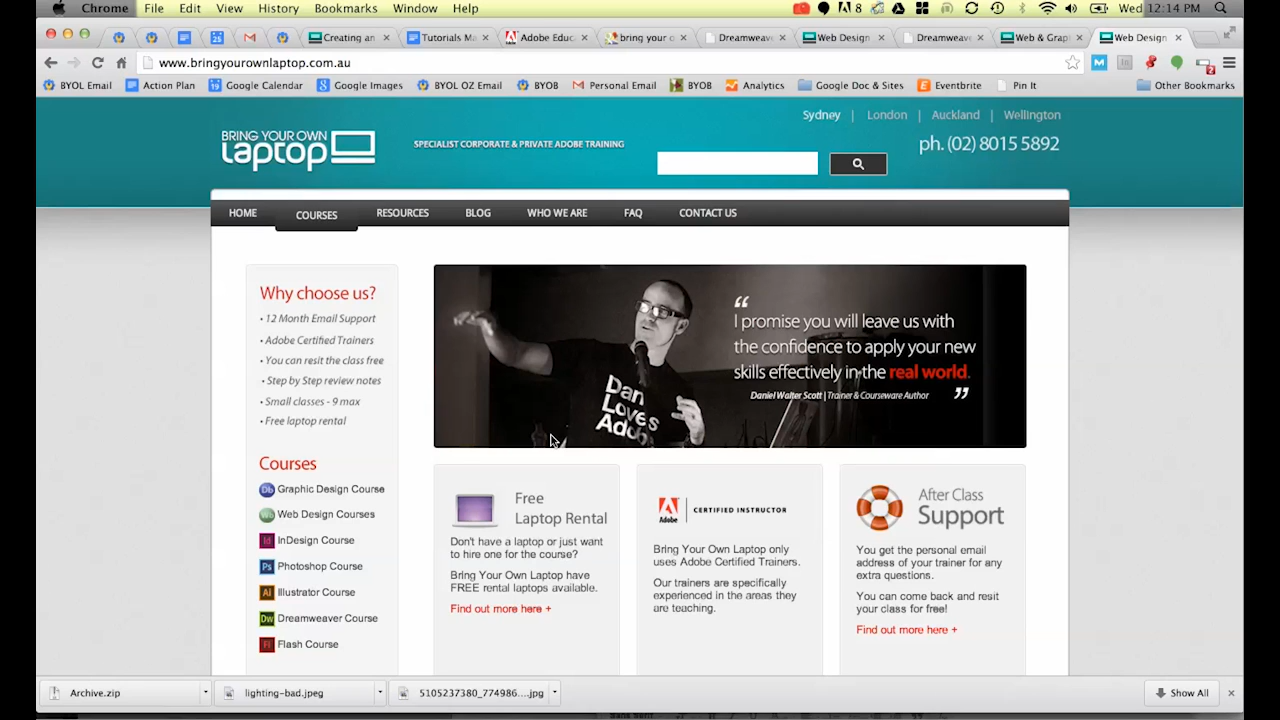 Chrome File Edit View History Bookmarks Window Help 8 Wed 12:14 PM
25 Creating an Tutorials Ma Adobe Educ bring your o Dreamweave Web Design Dreamweave Web & Grap Web Design
www.bringyourownlaptop.com.au
BYOL Email Action Plan Google Calendar Google Images BYOL OZ Email BYOB Personal Email BYOB Analytics Google Doc & Sites Eventbrite Pin It Other Bookmarks
Sydney | London | Auckland | Wellington
BRING YOUR OWN
laptop
SPECIALIST CORPORATE & PRIVATE ADOBE TRAINING
ph. (02) 8015 5892
HOME COURSES RESOURCES BLOG WHO WE ARE FAQ CONTACT US
Why choose us?
• 12 Month Email Support
• Adobe Certified Trainers
• You can resit the class free
• Step by Step review notes
• Small classes - 9 max
• Free laptop rental
Courses
Graphic Design Course
Web Design Courses
Id InDesign Course
Ps Photoshop Course
Ai Illustrator Course
Dw Dreamweaver Course
Fl Flash Course
“
I promise you will leave us with
the confidence to apply your new
skills effectively in the real world.
Daniel Walter Scott | Trainer & Courseware Author ”
Dan
Loves
Adobe
Free
Laptop Rental
Don't have a laptop or just want
to hire one for the course?
Bring Your Own Laptop have
FREE rental laptops available.
Find out more here +
Adobe CERTIFIED INSTRUCTOR
Bring Your Own Laptop only
uses Adobe Certified Trainers.
Our trainers are specifically
experienced in the areas they
are teaching.
After Class
Support
You get the personal email
address of your trainer for any
extra questions.
You can come back and resit
your class for free!
Find out more here +
Archive.zip lighting-bad.jpeg 5105237380_774986....jpg Show All